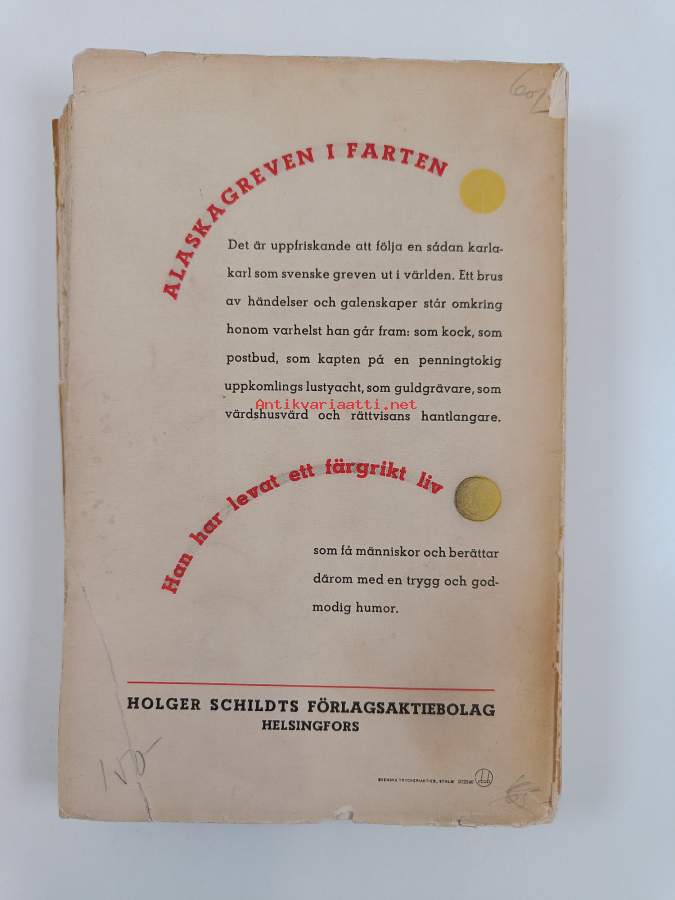 ALASKAGREVEN I FARTEN
Det är uppfriskande att följa en sådan karla-
karl som svenske greven ut i världen. Ett brus
av händelser och galenskaper står omkring
honom varhelst han går fram: som kock, som
postbud, som kapten på en penningtokig
uppkomlings lustyacht, som guldgrävare, som
Antikvariaatti.net
värdshusvärd och rättvisans hantlangare.
Han har levat ett färgrikt liv
som få människor och berättar
därom med en trygg och god-
modig humor.
HOLGER SCHILDTS FÖRLAGSAKTIEBOLAG
HELSINGFORS